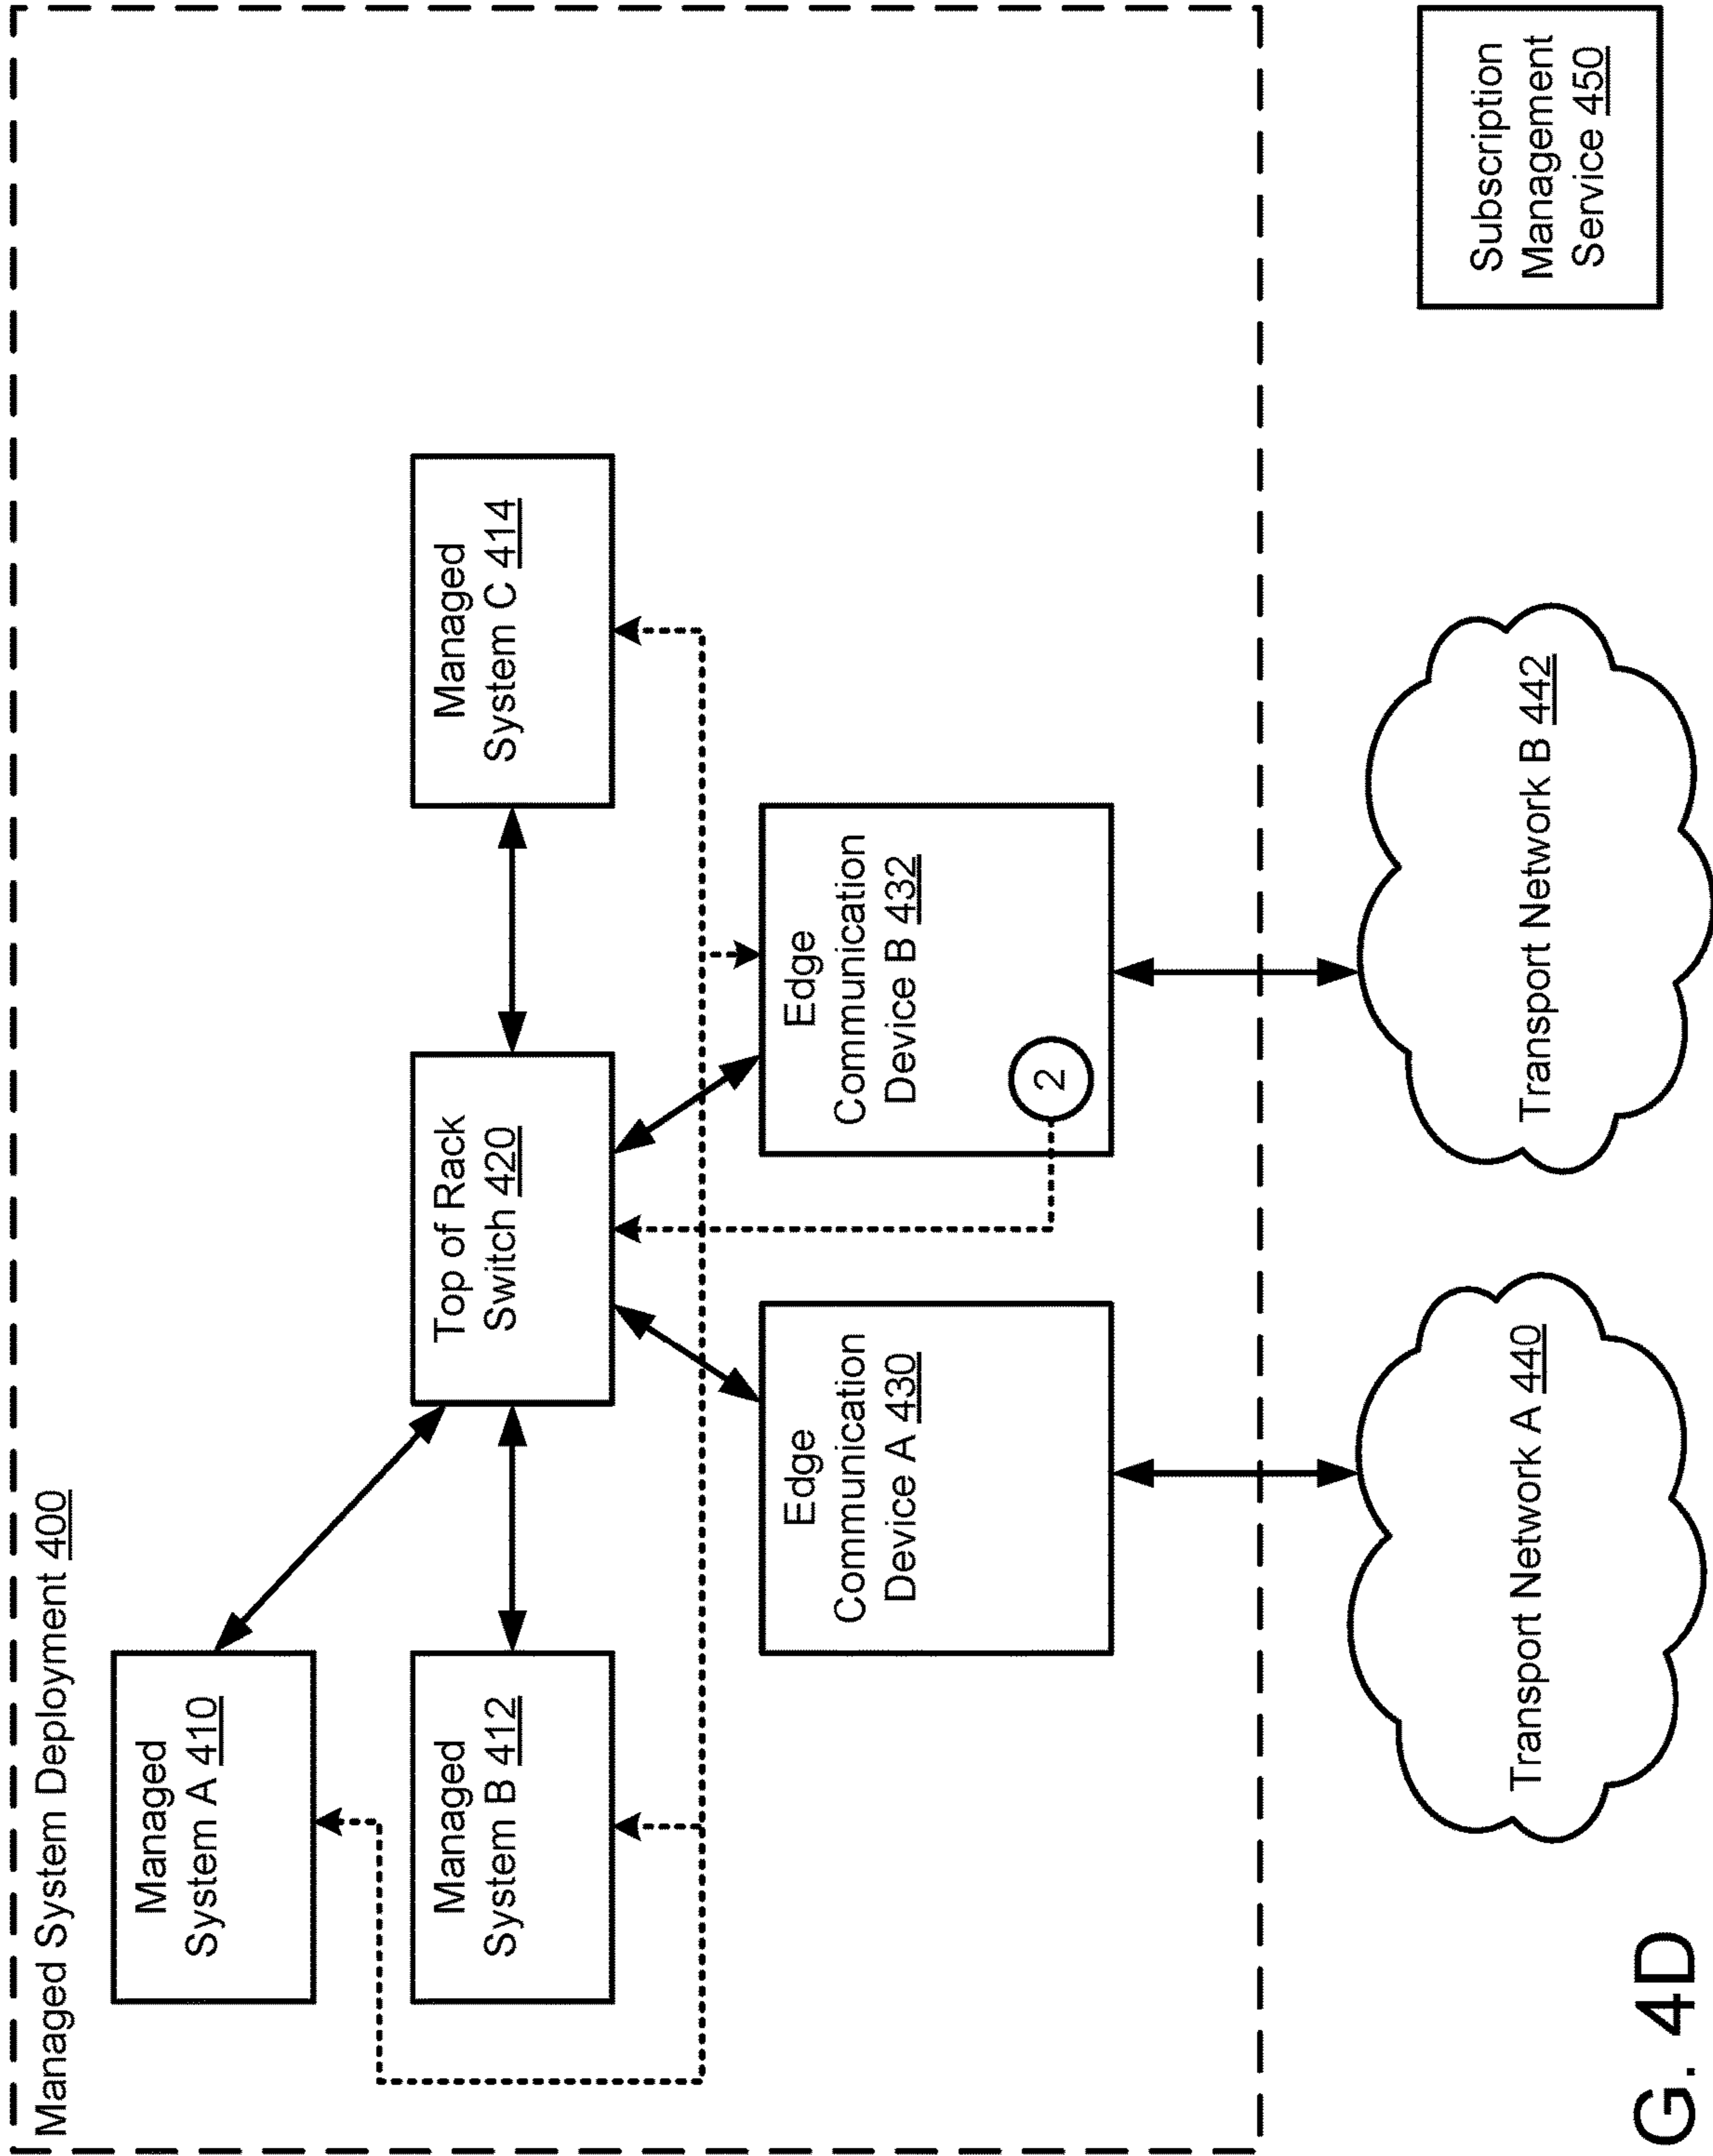 Managed System Deployment 400
Managed
System A 410
Managed
System B 412
Top of Rack
Switch 420
Managed
System C 414
Edge
Communication
Device A 430
Edge
Communication
Device B 432
2
Transport Network A 440
Transport Network B 442
Subscription
Management
Service 450
G. 4D